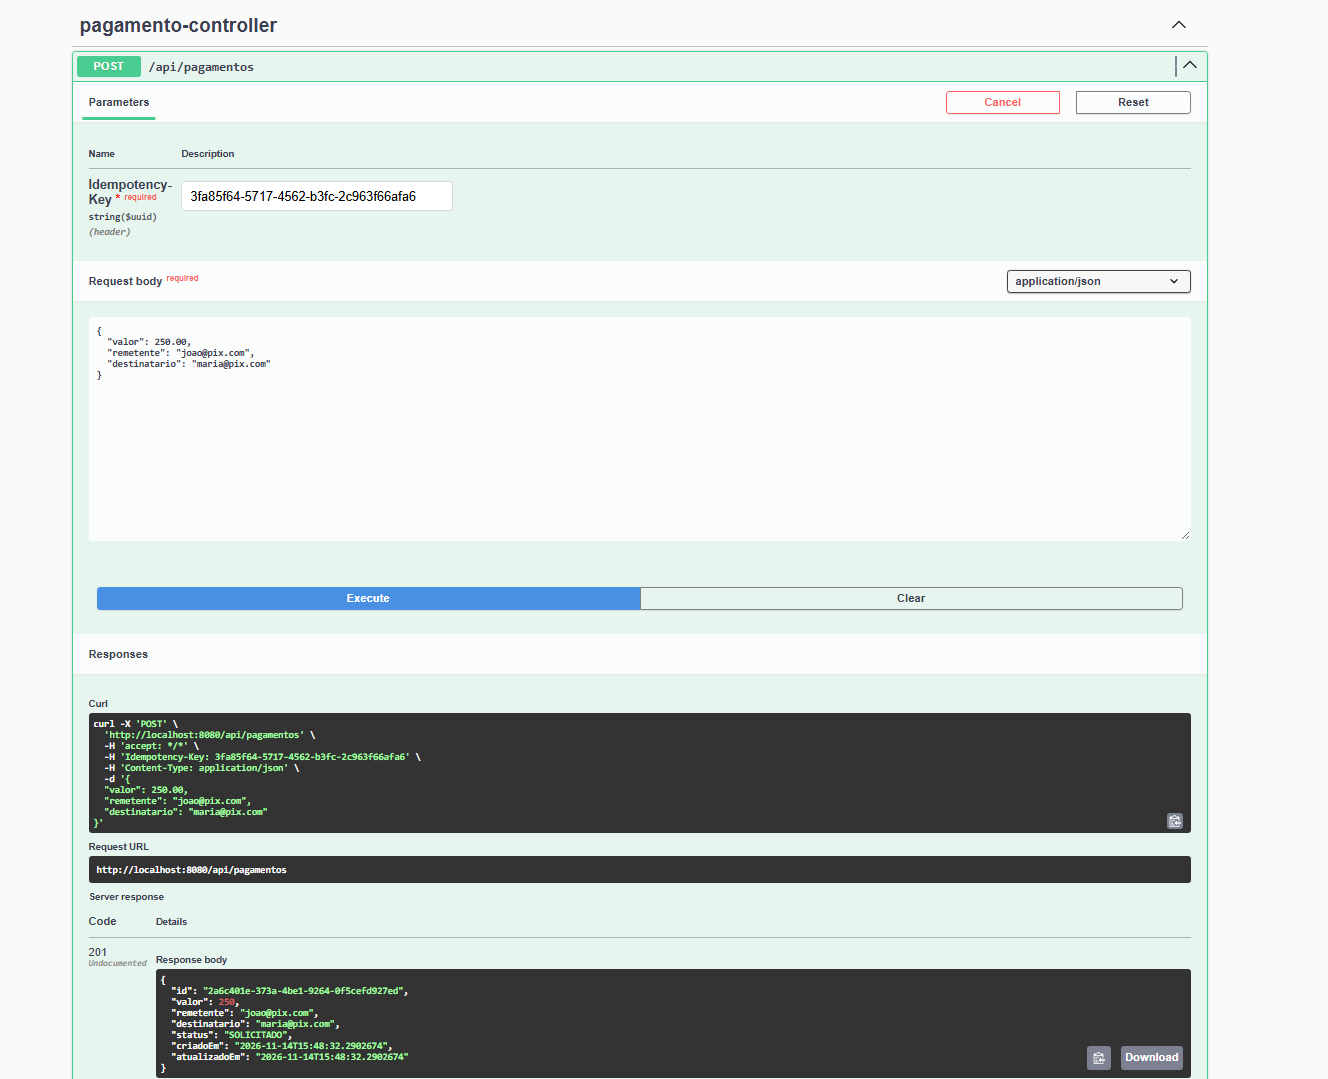 pagamento-controller
POST /api/pagamentos
Parameters
Cancel
Reset
Name Description
Idempotency-
Key * required
string($uuid)
(header)
3fa85f64-5717-4562-b3fc-2c963f66afa6
Request body required
application/json
{
  "valor": 250.00,
  "remetente": "joao@pix.com",
  "destinatario": "maria@pix.com"
}
Execute
Clear
Responses
Curl
curl -X 'POST' \
  'http://localhost:8080/api/pagamentos' \
  -H 'accept: */*' \
  -H 'Idempotency-Key: 3fa85f64-5717-4562-b3fc-2c963f66afa6' \
  -H 'Content-Type: application/json' \
  -d '{
  "valor": 250.00,
  "remetente": "joao@pix.com",
  "destinatario": "maria@pix.com"
}'
Request URL
http://localhost:8080/api/pagamentos
Server response
Code Details
201
Undocumented
Response body
{
  "id": "2a6c401e-373a-4be1-9264-0f5cefd927ed",
  "valor": 250,
  "remetente": "joao@pix.com",
  "destinatario": "maria@pix.com",
  "status": "SOLICITADO",
  "criadoEm": "2026-11-14T15:48:32.2902674",
  "atualizadoEm": "2026-11-14T15:48:32.2902674"
}
Download